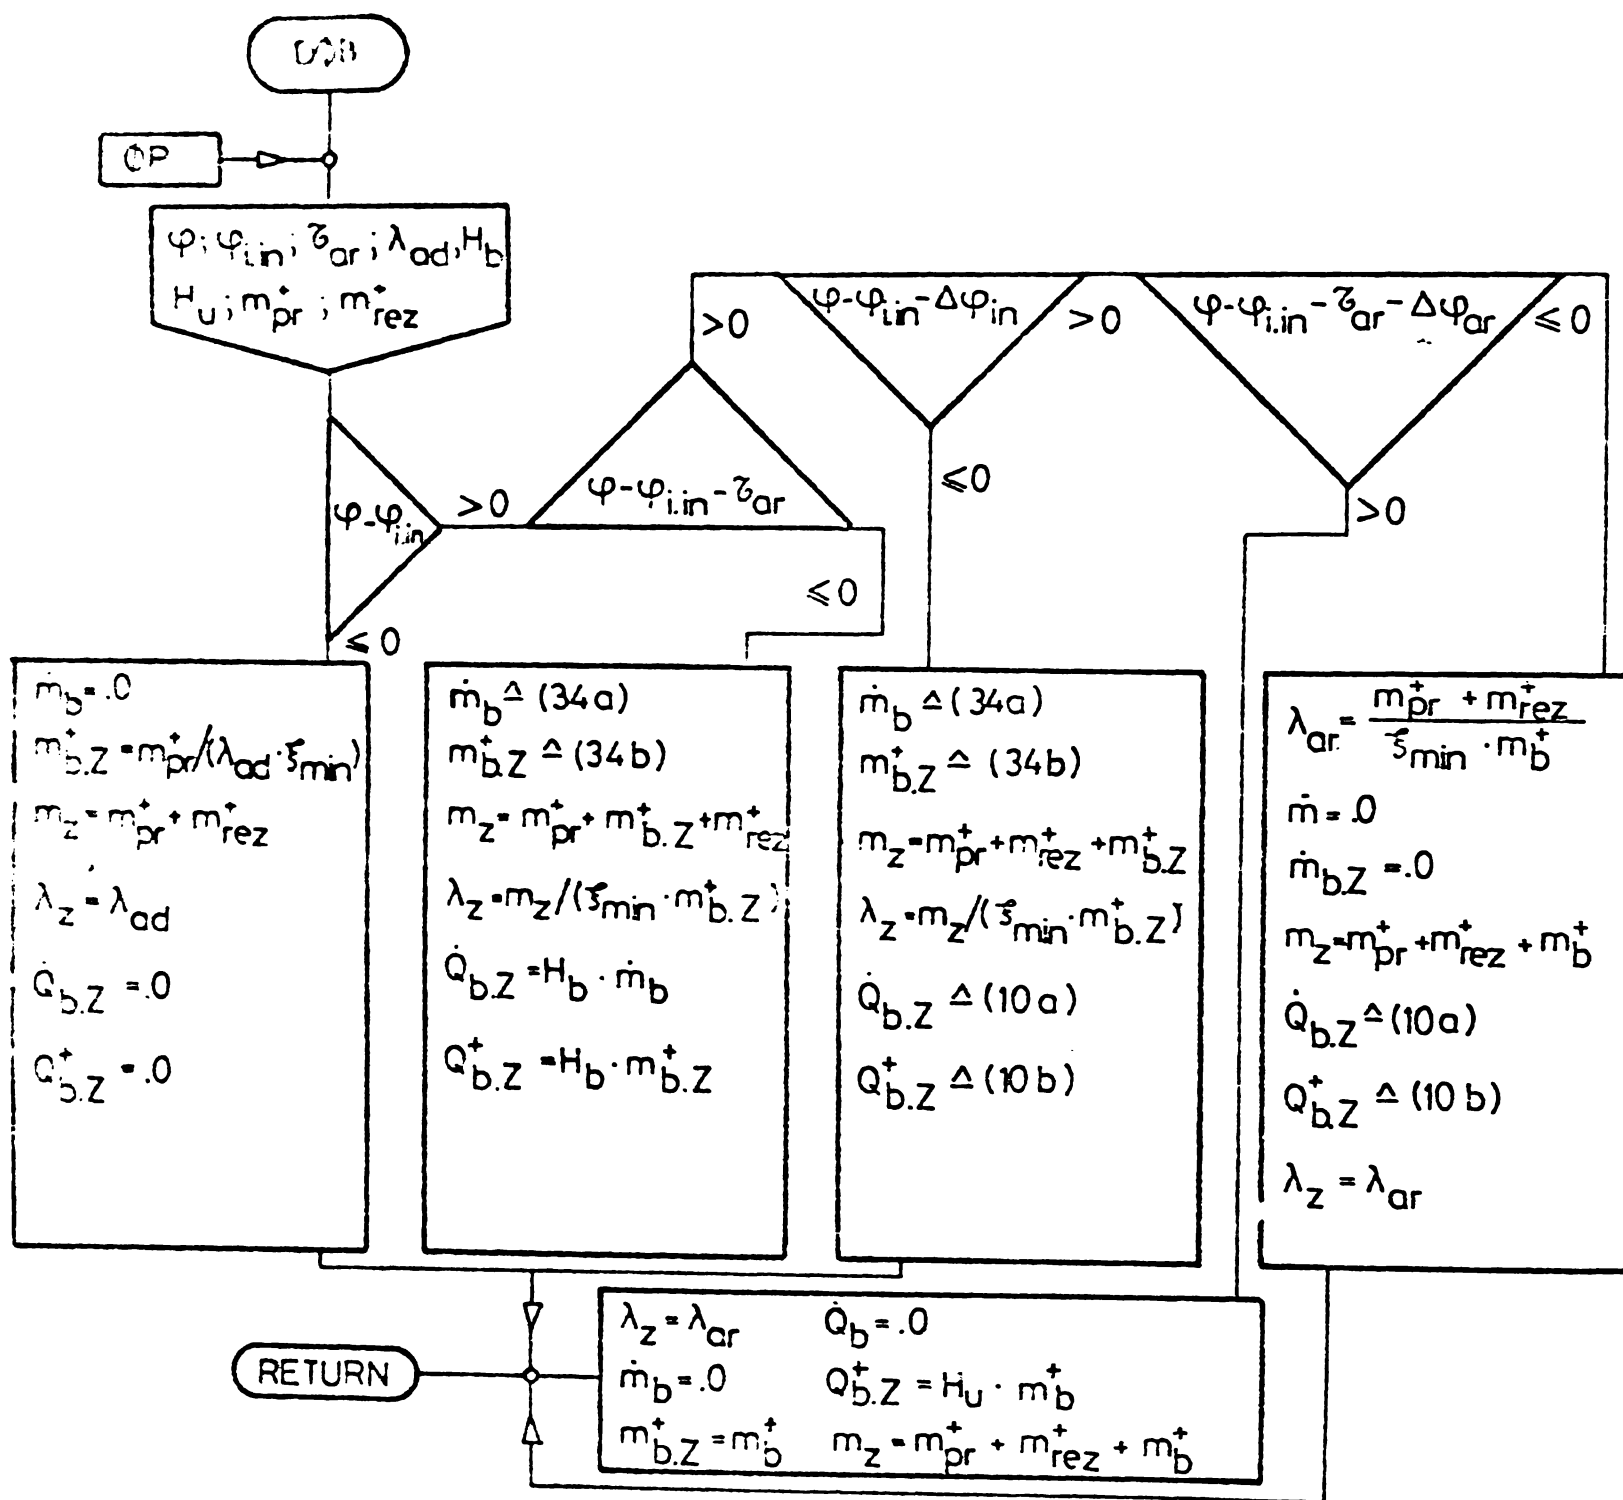 φP
φ; φi.in; τar; λad, Hb
Hu; m⁺pr; m⁺rez
φ-φi.in
>0
≤0
φ-φi.in-τar
>0
≤0
φ-φi.in-Δφin
>0
≤0
φ-φi.in-τar-Δφar
≤0
>0
ṁb=.0
m⁺b.Z=m⁺pr/(λad·ξmin)
mz=m⁺pr+m⁺rez
λz=λad
Q̇b.Z=.0
Q⁺b.Z=.0
ṁb≙(34a)
m⁺b.Z≙(34b)
mz=m⁺pr+m⁺b.Z+m⁺rez
λz=mz/(ξmin·m⁺b.Z)
Q̇b.Z=Hb·ṁb
Q⁺b.Z=Hb·m⁺b.Z
ṁb≙(34a)
m⁺b.Z≙(34b)
mz=m⁺pr+m⁺rez+m⁺b.Z
λz=mz/(ξmin·m⁺b.Z)
Q̇b.Z≙(10a)
Q⁺b.Z≙(10b)
λar=(m⁺pr+m⁺rez)/(ξmin·m⁺b)
ṁ=.0
ṁb.Z=.0
mz=m⁺pr+m⁺rez+m⁺b
Q̇b.Z≙(10a)
Q⁺b.Z≙(10b)
λz=λar
λz=λar Q̇b=.0
ṁb=.0 Q⁺b.Z=Hu·m⁺b
m⁺b.Z=m⁺b mz=m⁺pr+m⁺rez+m⁺b
RETURN